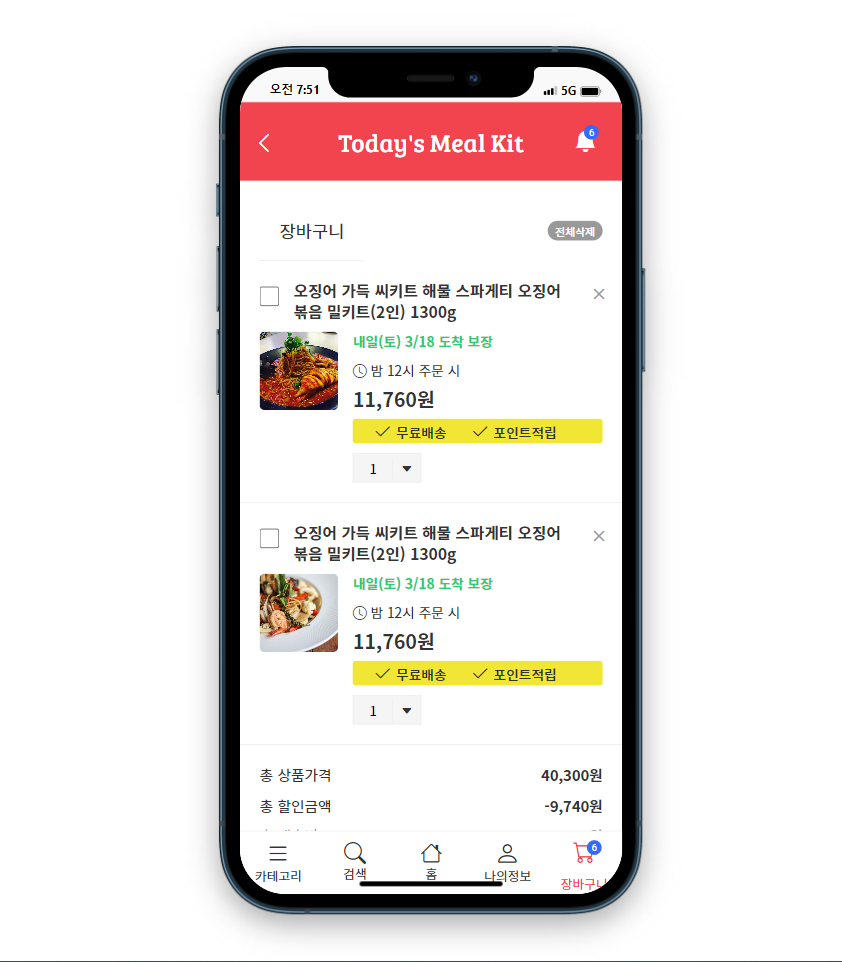 오전 7:51
5G
Today's Meal Kit
6
장바구니
전체삭제
오징어 가득 씨키트 해물 스파게티 오징어
볶음 밀키트(2인) 1300g
내일(토) 3/18 도착 보장
밤 12시 주문 시
11,760원
무료배송 포인트적립
1
오징어 가득 씨키트 해물 스파게티 오징어
볶음 밀키트(2인) 1300g
내일(토) 3/18 도착 보장
밤 12시 주문 시
11,760원
무료배송 포인트적립
1
총 상품가격 40,300원
총 할인금액 -9,740원
6
카테고리 검색 홈 나의정보 장바구니